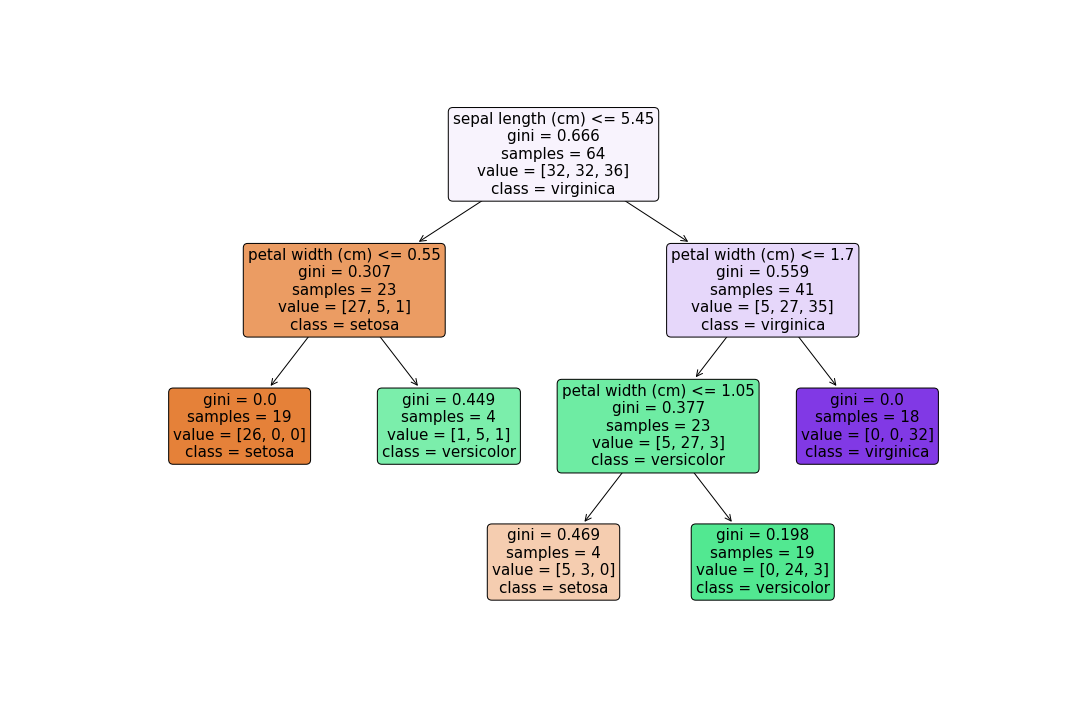 sepal length (cm) <= 5.45
gini = 0.666
samples = 64
value = [32, 32, 36]
class = virginica
petal width (cm) <= 0.55
gini = 0.307
samples = 23
value = [27, 5, 1]
class = setosa
petal width (cm) <= 1.7
gini = 0.559
samples = 41
value = [5, 27, 35]
class = virginica
gini = 0.0
samples = 19
value = [26, 0, 0]
class = setosa
gini = 0.449
samples = 4
value = [1, 5, 1]
class = versicolor
petal width (cm) <= 1.05
gini = 0.377
samples = 23
value = [5, 27, 3]
class = versicolor
gini = 0.0
samples = 18
value = [0, 0, 32]
class = virginica
gini = 0.469
samples = 4
value = [5, 3, 0]
class = setosa
gini = 0.198
samples = 19
value = [0, 24, 3]
class = versicolor